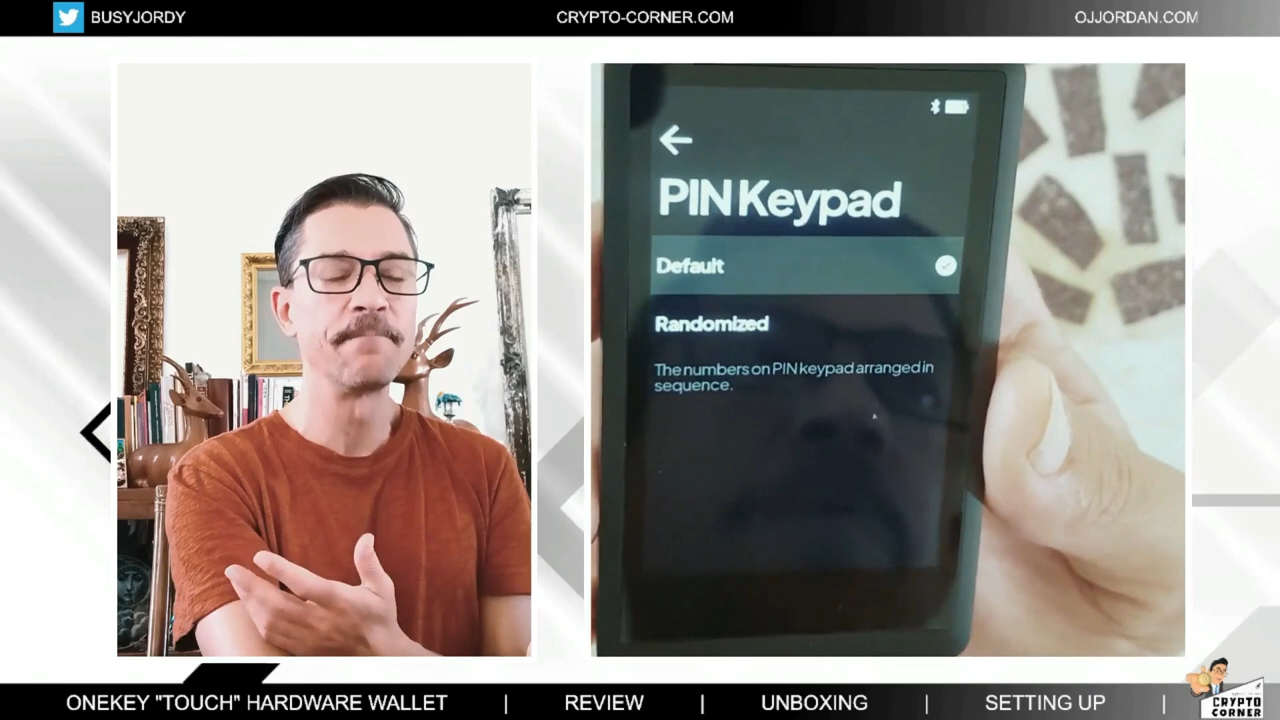 BUSYJORDY
CRYPTO-CORNER.COM
OJJORDAN.COM
PIN Keypad
Default
Randomized
The numbers on PIN keypad arranged in
sequence.
ONEKEY "TOUCH" HARDWARE WALLET | REVIEW | UNBOXING | SETTING UP |
CRYPTO
CORNER